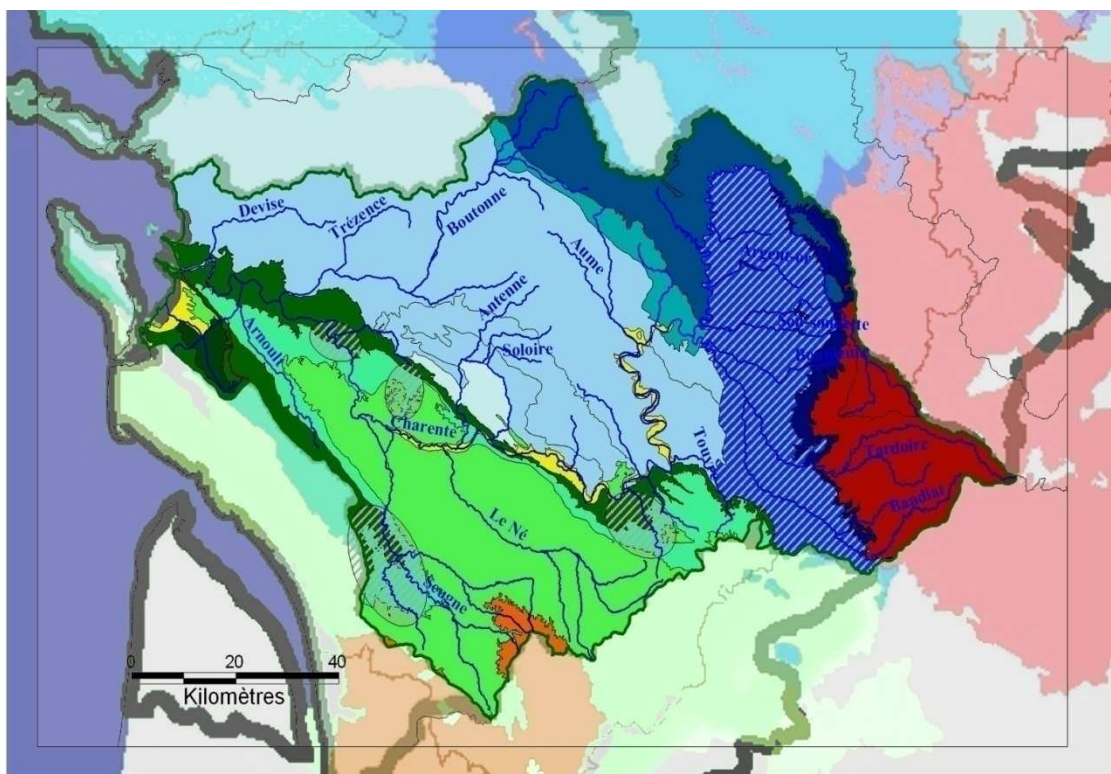 Devise
Trézence
Boutonne
Aume
Antenne
Soloire
Arnoult
Charente
Touvre
Tardoire
Bandiat
Le Né
Seugne
0 20 40
Kilomètres